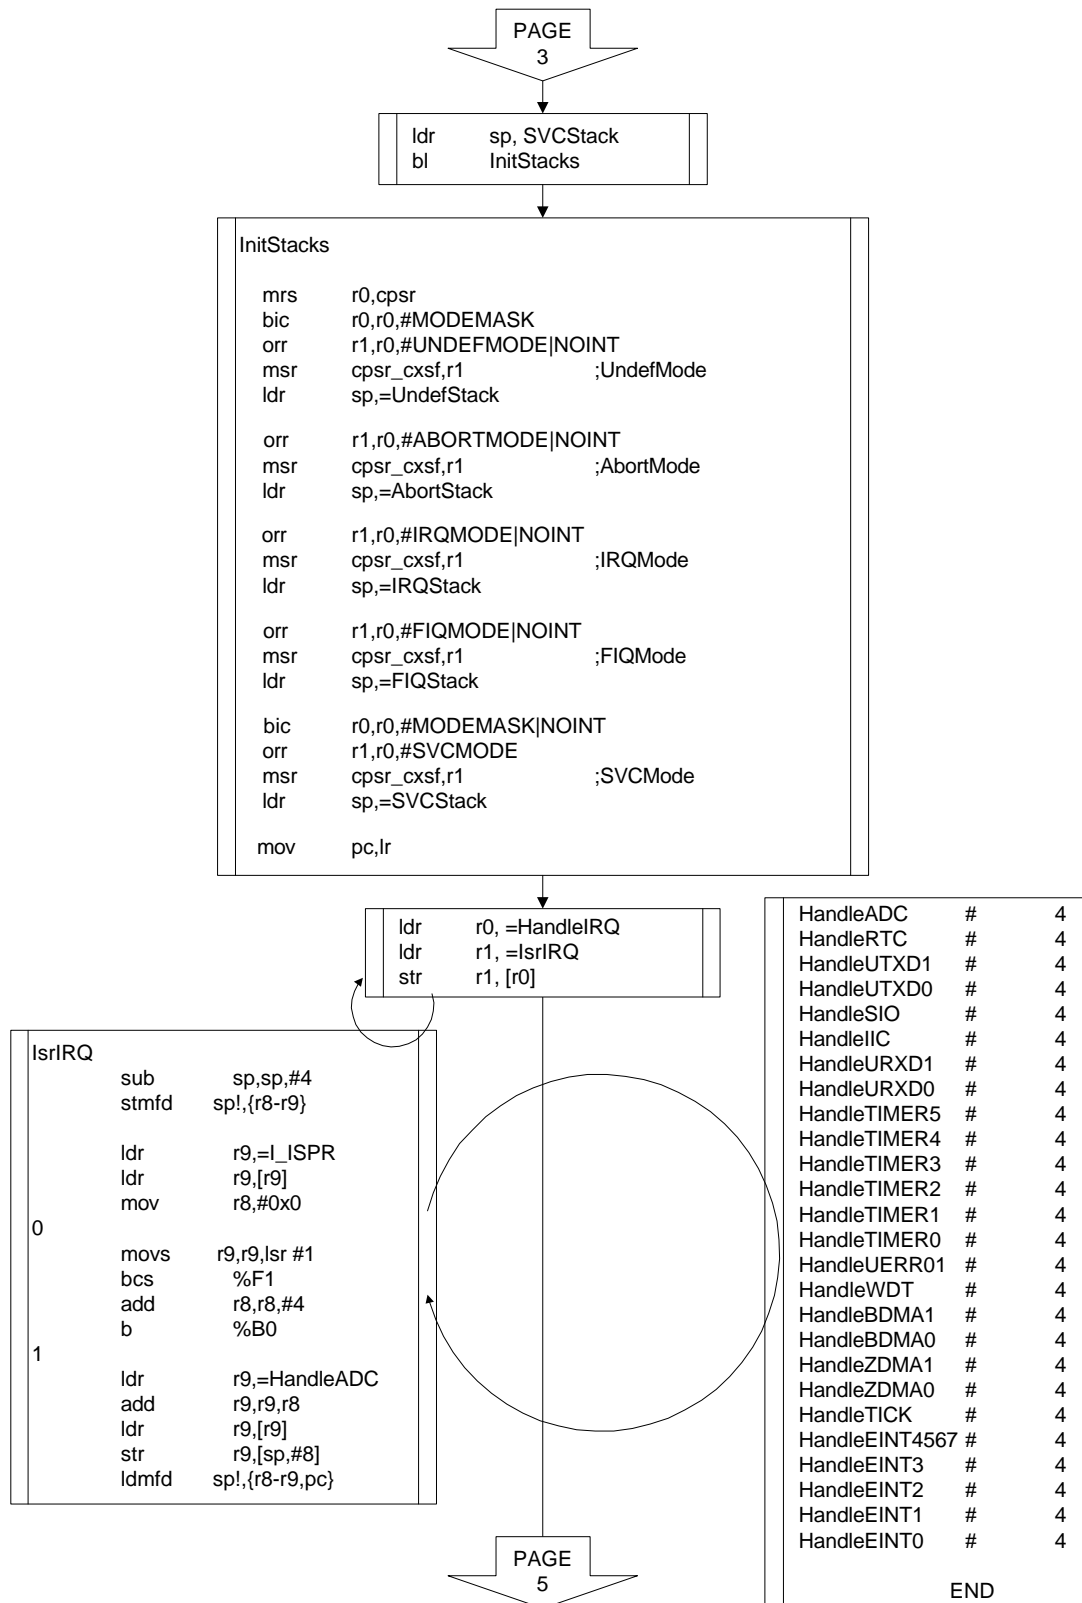 PAGE
3
ldr sp, SVCStack
bl InitStacks
InitStacks
mrs r0,cpsr
bic r0,r0,#MODEMASK
orr r1,r0,#UNDEFMODE|NOINT
msr cpsr_cxsf,r1 ;UndefMode
ldr sp,=UndefStack
orr r1,r0,#ABORTMODE|NOINT
msr cpsr_cxsf,r1 ;AbortMode
ldr sp,=AbortStack
orr r1,r0,#IRQMODE|NOINT
msr cpsr_cxsf,r1 ;IRQMode
ldr sp,=IRQStack
orr r1,r0,#FIQMODE|NOINT
msr cpsr_cxsf,r1 ;FIQMode
ldr sp,=FIQStack
bic r0,r0,#MODEMASK|NOINT
orr r1,r0,#SVCMODE
msr cpsr_cxsf,r1 ;SVCMode
ldr sp,=SVCStack
mov pc,lr
ldr r0, =HandleIRQ
ldr r1, =IsrIRQ
str r1, [r0]
IsrIRQ
sub sp,sp,#4
stmfd sp!,{r8-r9}
ldr r9,=I_ISPR
ldr r9,[r9]
mov r8,#0x0
0
movs r9,r9,lsr #1
bcs %F1
add r8,r8,#4
b %B0
1
ldr r9,=HandleADC
add r9,r9,r8
ldr r9,[r9]
str r9,[sp,#8]
ldmfd sp!,{r8-r9,pc}
HandleADC # 4
HandleRTC # 4
HandleUTXD1 # 4
HandleUTXD0 # 4
HandleSIO # 4
HandleIIC # 4
HandleURXD1 # 4
HandleURXD0 # 4
HandleTIMER5 # 4
HandleTIMER4 # 4
HandleTIMER3 # 4
HandleTIMER2 # 4
HandleTIMER1 # 4
HandleTIMER0 # 4
HandleUERR01 # 4
HandleWDT # 4
HandleBDMA1 # 4
HandleBDMA0 # 4
HandleZDMA1 # 4
HandleZDMA0 # 4
HandleTICK # 4
HandleEINT4567 # 4
HandleEINT3 # 4
HandleEINT2 # 4
HandleEINT1 # 4
HandleEINT0 # 4
END
PAGE
5